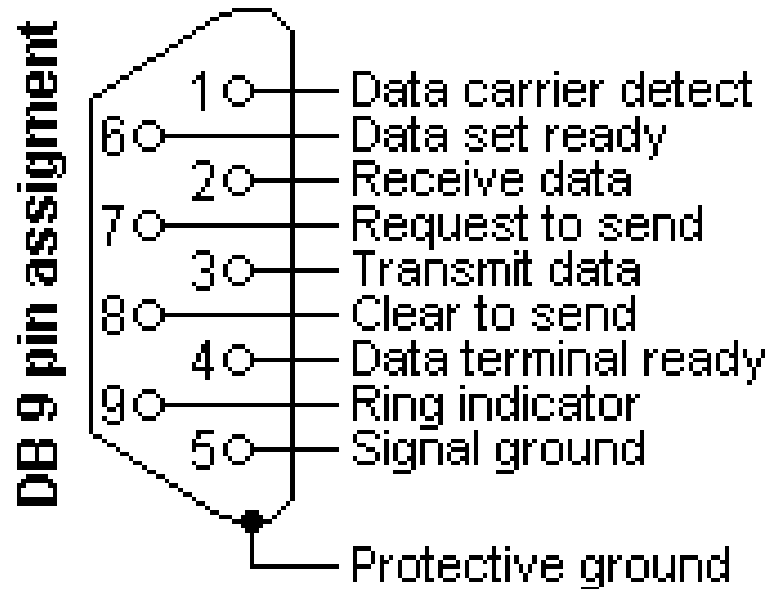 DB 9 pin assigment
1 Data carrier detect
6 Data set ready
2 Receive data
7 Request to send
3 Transmit data
8 Clear to send
4 Data terminal ready
9 Ring indicator
5 Signal ground
Protective ground